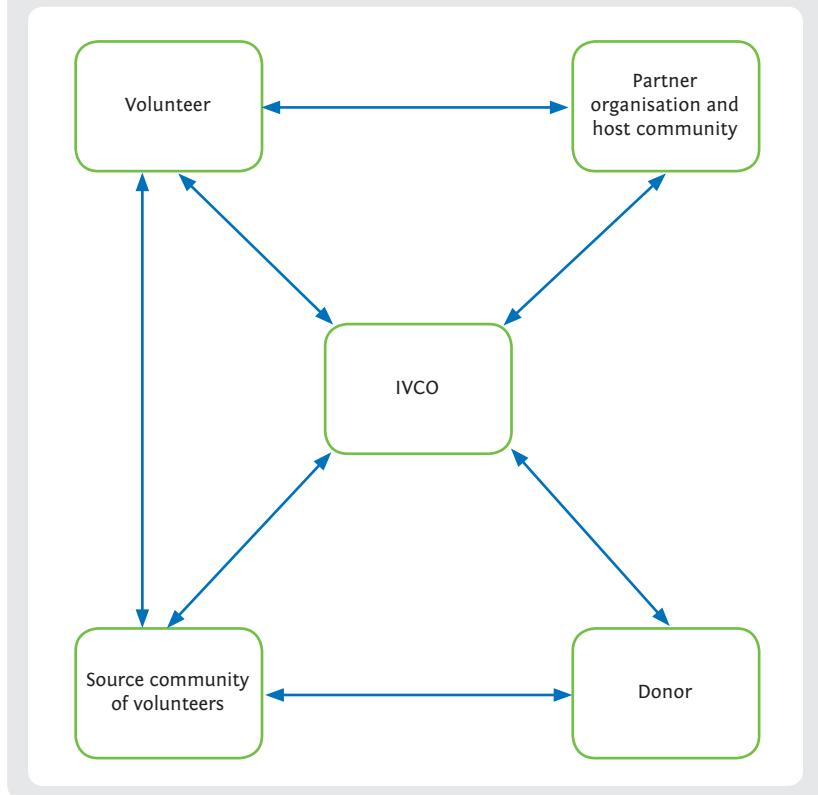 Volunteer
Partner
organisation and
host community
IVCO
Source community
of volunteers
Donor